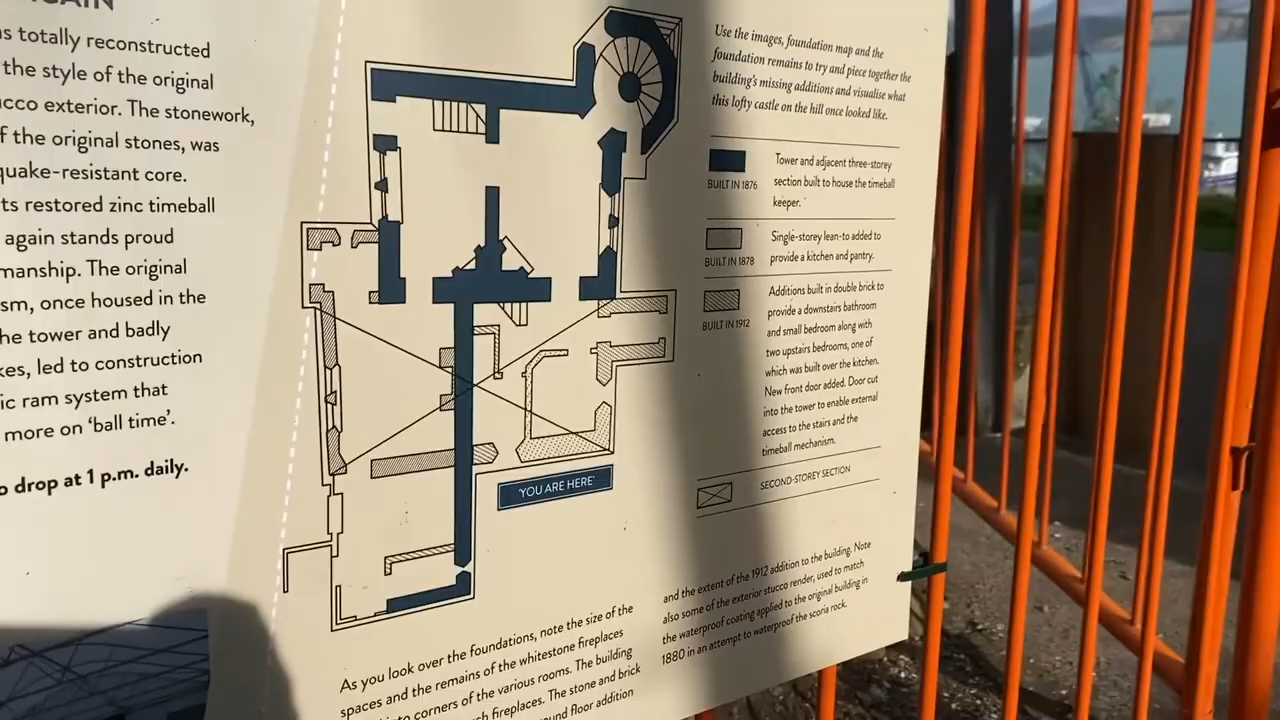 GAIN
s totally reconstructed
the style of the original
ucco exterior. The stonework,
f the original stones, was
quake-resistant core.
ts restored zinc timeball
again stands proud
manship. The original
ism, once housed in the
he tower and badly
kes, led to construction
ic ram system that
more on ‘ball time’.
o drop at 1 p.m. daily.
'YOU ARE HERE'
As you look over the foundations, note the size of the
spaces and the remains of the whitestone fireplaces
into corners of the various rooms. The building
fireplaces. The stone and brick
und floor addition
Use the images, foundation map and the
foundation remains to try and piece together the
building's missing additions and visualise what
this lofty castle on the hill once looked like.
BUILT IN 1876
Tower and adjacent three-storey
section built to house the timeball
keeper.
BUILT IN 1878
Single-storey lean-to added to
provide a kitchen and pantry.
BUILT IN 1912
Additions built in double brick to
provide a downstairs bathroom
and small bedroom along with
two upstairs bedrooms, one of
which was built over the kitchen.
New front door added. Door cut
into the tower to enable external
access to the stairs and the
timeball mechanism.
SECOND-STOREY SECTION
and the extent of the 1912 addition to the building. Note
also some of the exterior stucco render, used to match
the waterproof coating applied to the original building in
1880 in an attempt to waterproof the scoria rock.